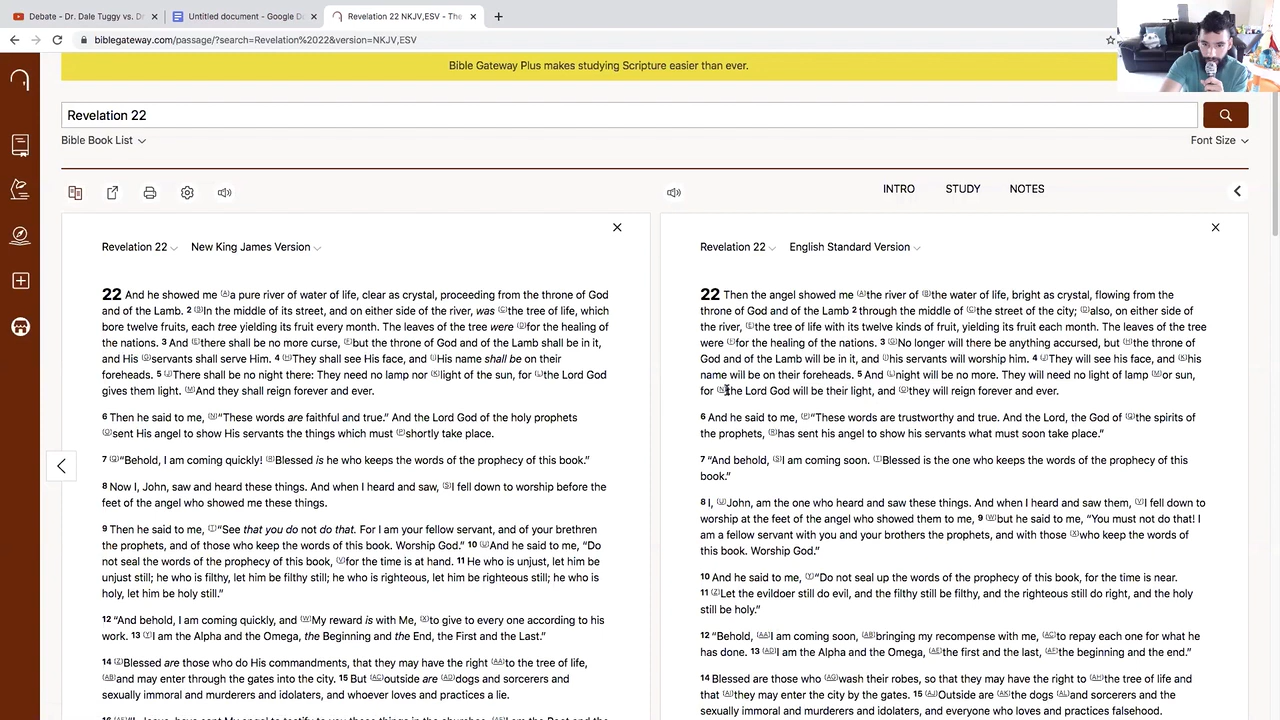 Debate - Dr. Dale Tuggy vs. Dr
Untitled document - Google Do
Revelation 22 NKJV,ESV - The
biblegateway.com/passage/?search=Revelation%2022&version=NKJV,ESV
Bible Gateway Plus makes studying Scripture easier than ever.
Revelation 22
Bible Book List
Font Size
INTRO STUDY NOTES
Revelation 22 New King James Version
22 And he showed me [A]a pure river of water of life, clear as crystal, proceeding from the throne of God
and of the Lamb. 2 [B]In the middle of its street, and on either side of the river, was [C]the tree of life, which
bore twelve fruits, each tree yielding its fruit every month. The leaves of the tree were [D]for the healing of
the nations. 3 And [E]there shall be no more curse, [F]but the throne of God and of the Lamb shall be in it,
and His [G]servants shall serve Him. 4 [H]They shall see His face, and [I]His name shall be on their
foreheads. 5 [J]There shall be no night there: They need no lamp nor [K]light of the sun, for [L]the Lord God
gives them light. [M]And they shall reign forever and ever.
6 Then he said to me, [N]“These words are faithful and true.” And the Lord God of the holy prophets
[O]sent His angel to show His servants the things which must [P]shortly take place.
7 [Q]“Behold, I am coming quickly! [R]Blessed is he who keeps the words of the prophecy of this book.”
8 Now I, John, saw and heard these things. And when I heard and saw, [S]I fell down to worship before the
feet of the angel who showed me these things.
9 Then he said to me, [T]“See that you do not do that. For I am your fellow servant, and of your brethren
the prophets, and of those who keep the words of this book. Worship God.” 10 [U]And he said to me, “Do
not seal the words of the prophecy of this book, [V]for the time is at hand. 11 He who is unjust, let him be
unjust still; he who is filthy, let him be filthy still; he who is righteous, let him be righteous still; he who is
holy, let him be holy still.”
12 “And behold, I am coming quickly, and [W]My reward is with Me, [X]to give to every one according to his
work. 13 [Y]I am the Alpha and the Omega, the Beginning and the End, the First and the Last.”
14 [Z]Blessed are those who do His commandments, that they may have the right [AA]to the tree of life,
[AB]and may enter through the gates into the city. 15 But [AC]outside are [AD]dogs and sorcerers and
sexually immoral and murderers and idolaters, and whoever loves and practices a lie.
Revelation 22 English Standard Version
22 Then the angel showed me [A]the river of [B]the water of life, bright as crystal, flowing from the
throne of God and of the Lamb 2 through the middle of [C]the street of the city; [D]also, on either side of
the river, [E]the tree of life with its twelve kinds of fruit, yielding its fruit each month. The leaves of the tree
were [F]for the healing of the nations. 3 [G]No longer will there be anything accursed, but [H]the throne of
God and of the Lamb will be in it, and [I]his servants will worship him. 4 [J]They will see his face, and [K]his
name will be on their foreheads. 5 And [L]night will be no more. They will need no light of lamp [M]or sun,
for [N]the Lord God will be their light, and [O]they will reign forever and ever.
6 And he said to me, [P]“These words are trustworthy and true. And the Lord, the God of [Q]the spirits of
the prophets, [R]has sent his angel to show his servants what must soon take place.”
7 “And behold, [S]I am coming soon. [T]Blessed is the one who keeps the words of the prophecy of this
book.”
8 I, [U]John, am the one who heard and saw these things. And when I heard and saw them, [V]I fell down to
worship at the feet of the angel who showed them to me, 9 [W]but he said to me, “You must not do that! I
am a fellow servant with you and your brothers the prophets, and with those [X]who keep the words of
this book. Worship God.”
10 And he said to me, [Y]“Do not seal up the words of the prophecy of this book, for the time is near.
11 [Z]Let the evildoer still do evil, and the filthy still be filthy, and the righteous still do right, and the holy
still be holy.”
12 “Behold, [AA]I am coming soon, [AB]bringing my recompense with me, [AC]to repay each one for what he
has done. 13 [AD]I am the Alpha and the Omega, [AE]the first and the last, [AF]the beginning and the end.”
14 Blessed are those who [AG]wash their robes, so that they may have the right to [AH]the tree of life and
that [AI]they may enter the city by the gates. 15 [AJ]Outside are [AK]the dogs [AL]and sorcerers and the
sexually immoral and murderers and idolaters, and everyone who loves and practices falsehood.